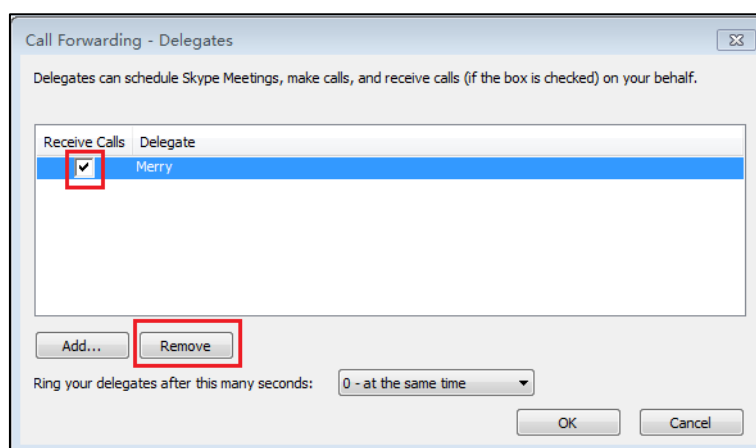 Call Forwarding - Delegates
Delegates can schedule Skype Meetings, make calls, and receive calls (if the box is checked) on your behalf.
Receive Calls Delegate
Merry
Add... Remove
Ring your delegates after this many seconds: 0 - at the same time
OK Cancel